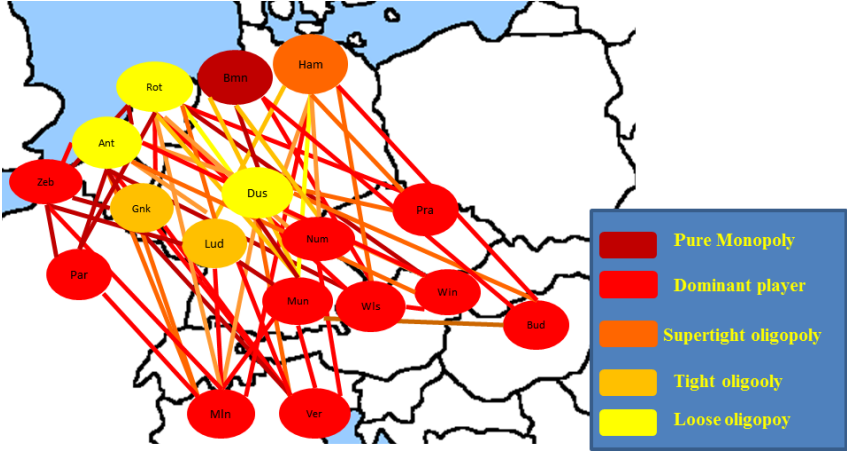 Ham
Bmn
Rot
Ant
Zeb
Dus
Gnk
Pra
Num
Lud
Par
Win
Mun
Wls
Bud
Mln
Ver
Pure Monopoly
Dominant player
Supertight oligopoly
Tight oligooly
Loose oligopoy